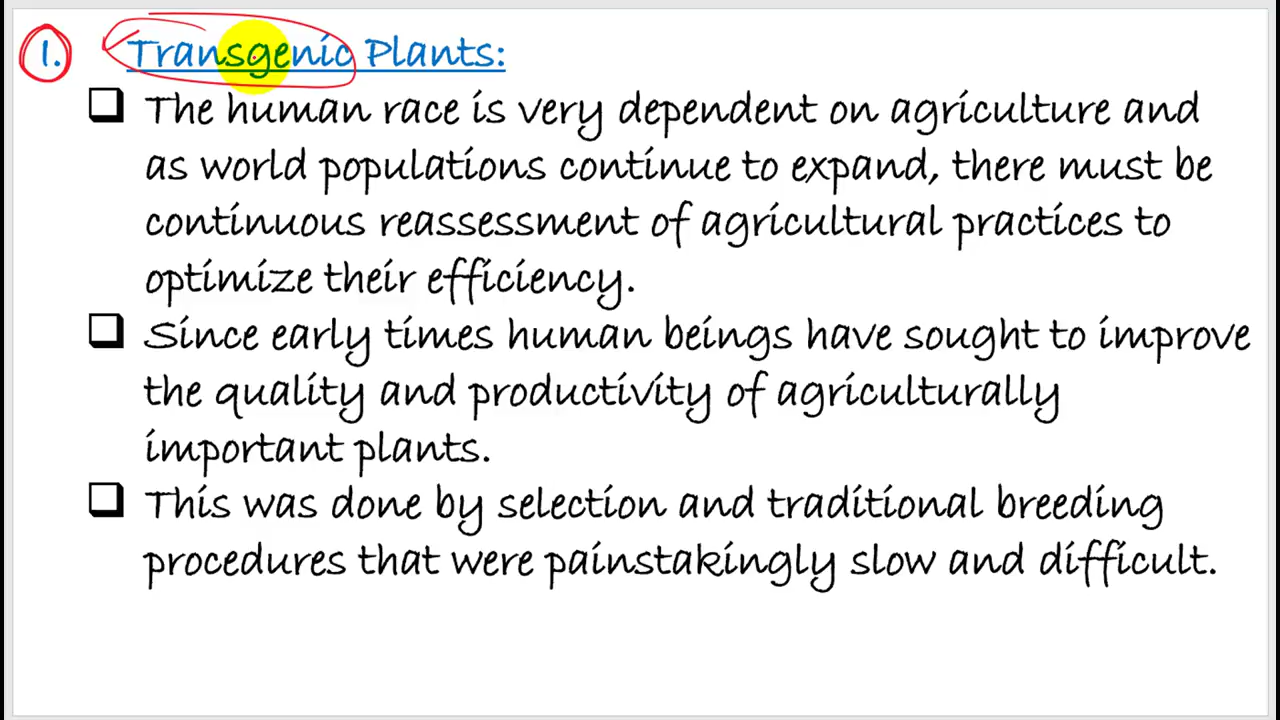 1. Transgenic Plants:
❑ The human race is very dependent on agriculture and
as world populations continue to expand, there must be
continuous reassessment of agricultural practices to
optimize their efficiency.
❑ Since early times human beings have sought to improve
the quality and productivity of agriculturally
important plants.
❑ This was done by selection and traditional breeding
procedures that were painstakingly slow and difficult.